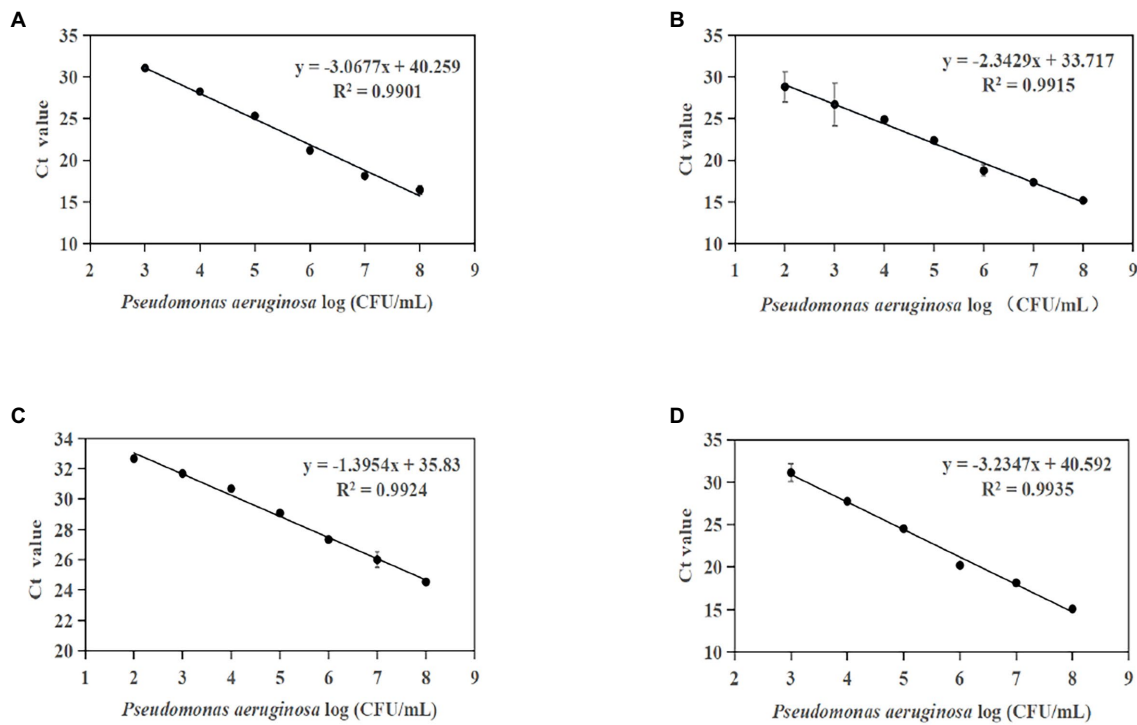 A
35
30
25
20
15
10
Ct value
y = -3.0677x + 40.259
R² = 0.9901
2 3 4 5 6 7 8 9
Pseudomonas aeruginosa log (CFU/mL)
B
35
30
25
20
15
10
Ct value
y = -2.3429x + 33.717
R² = 0.9915
1 2 3 4 5 6 7 8 9
Pseudomonas aeruginosa log （CFU/mL）
C
34
32
30
28
26
24
22
20
Ct value
y = -1.3954x + 35.83
R² = 0.9924
1 2 3 4 5 6 7 8 9
Pseudomonas aeruginosa log (CFU/mL)
D
35
30
25
20
15
10
Ct value
y = -3.2347x + 40.592
R² = 0.9935
2 3 4 5 6 7 8 9
Pseudomonas aeruginosa log (CFU/mL)